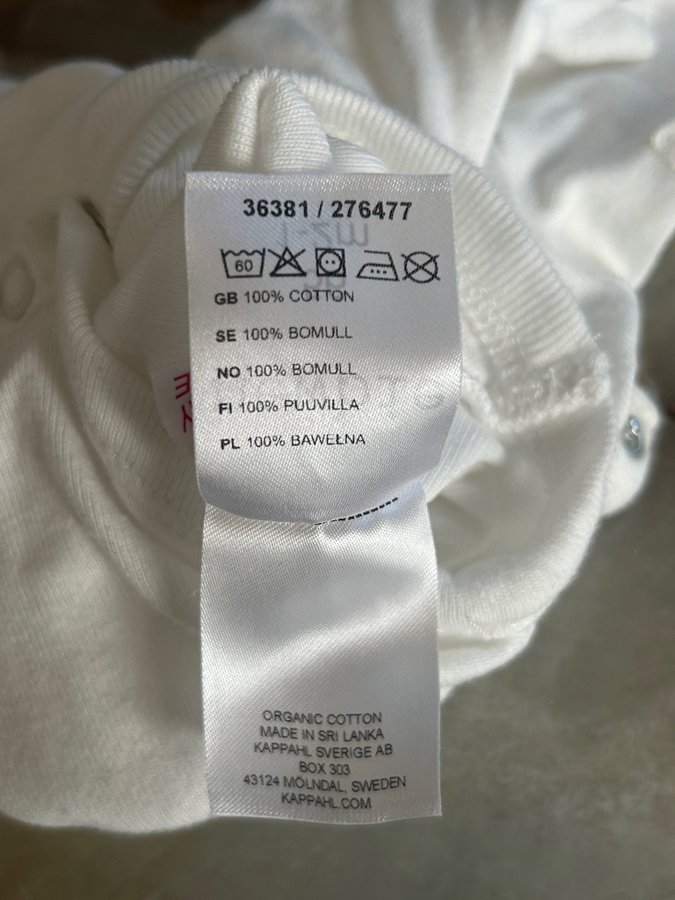 36381 / 276477
60
GB 100% COTTON
SE 100% BOMULL
NO 100% BOMULL
FI 100% PUUVILLA
PL 100% BAWEŁNA
ORGANIC COTTON
MADE IN SRI LANKA
KAPPAHL SVERIGE AB
BOX 303
43124 MÖLNDAL, SWEDEN
KAPPAHL.COM